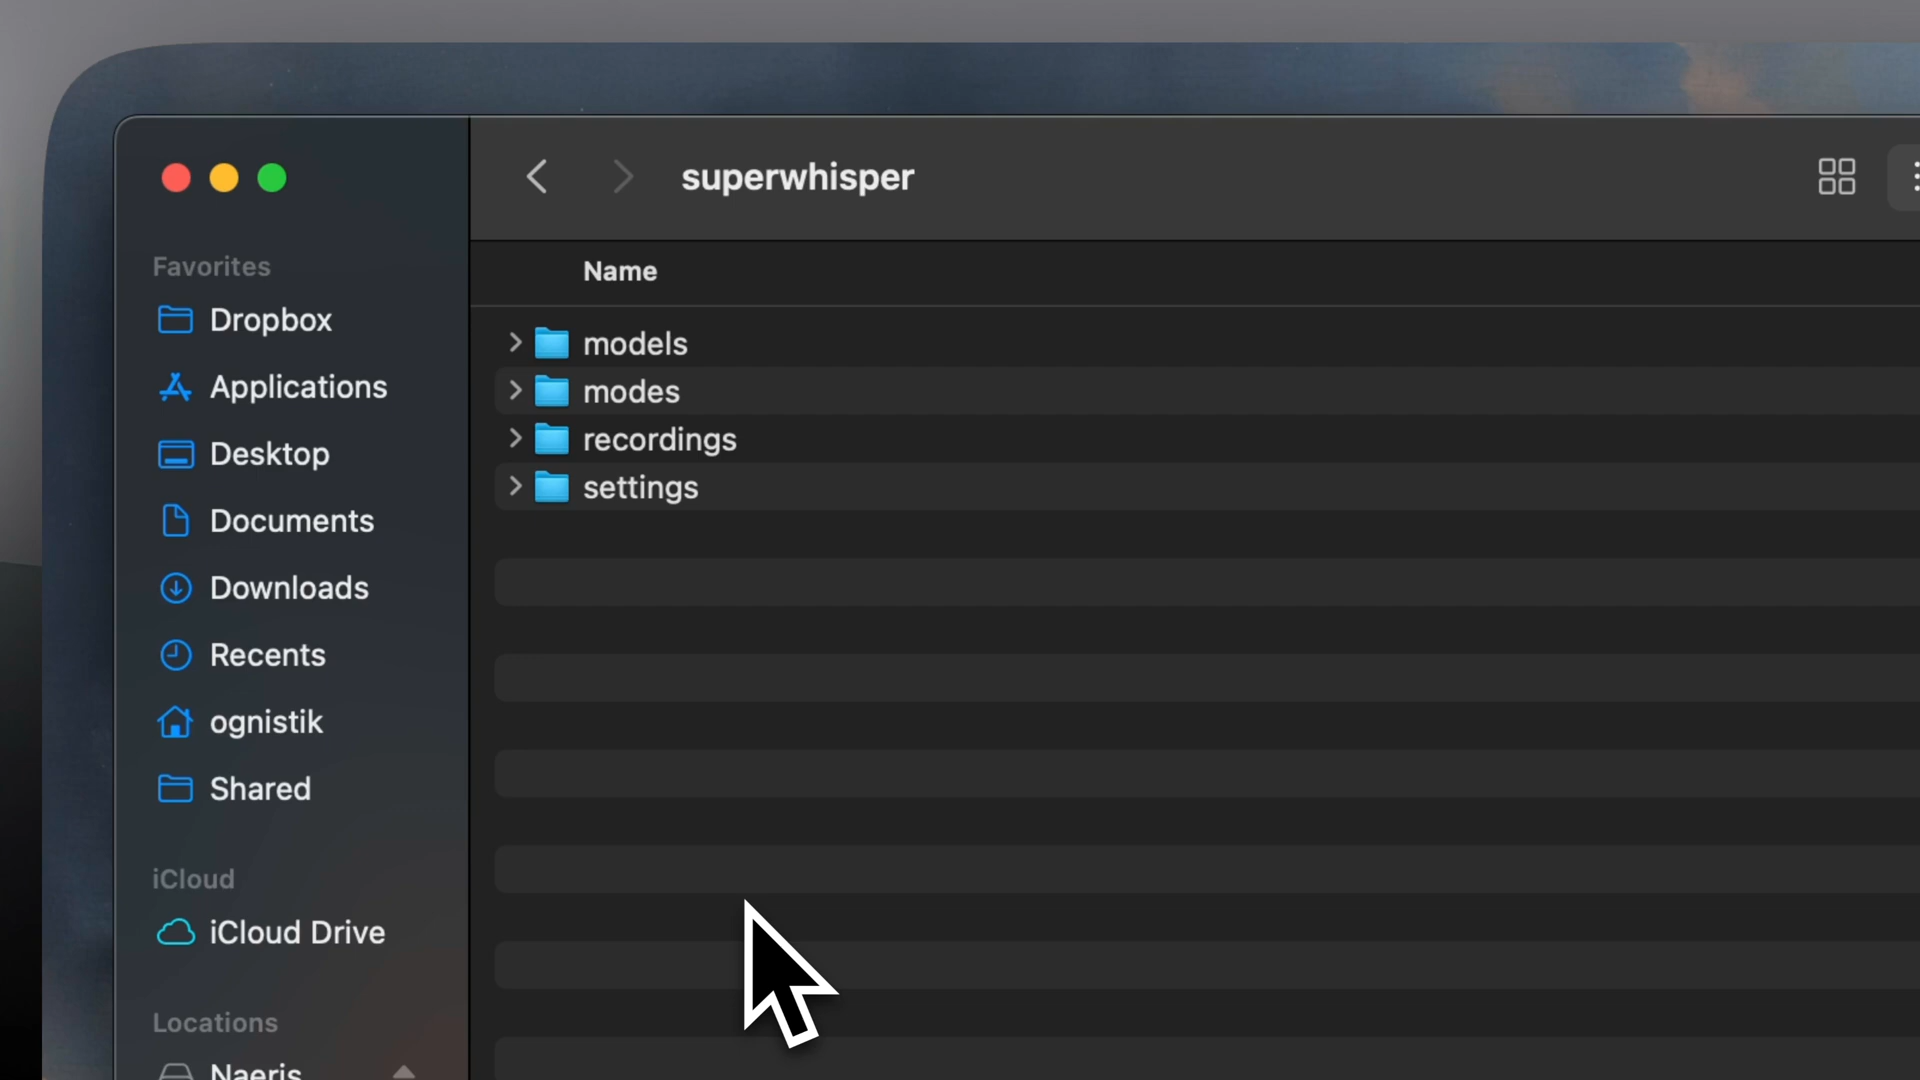 superwhisper
Favorites
Dropbox
Applications
Desktop
Documents
Downloads
Recents
ognistik
Shared
iCloud
iCloud Drive
Locations
Naeris
Name
models
modes
recordings
settings